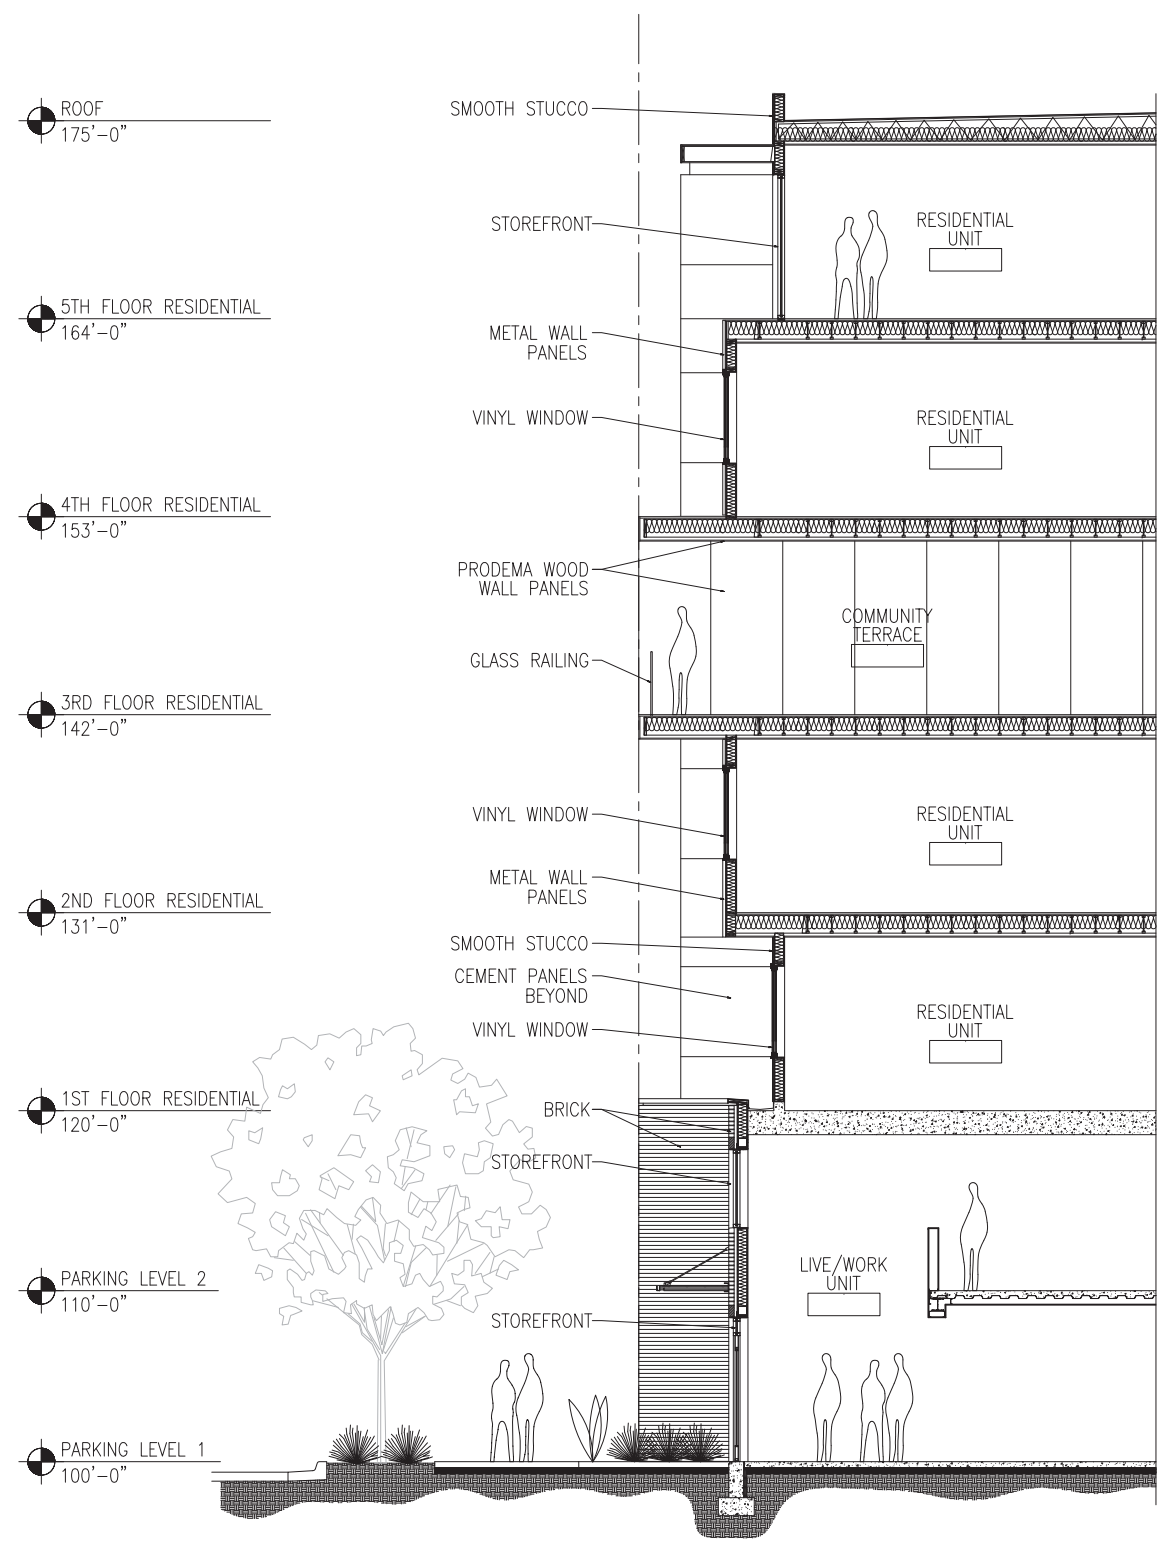 ROOF
175'-0"
SMOOTH STUCCO
STOREFRONT
RESIDENTIAL
UNIT
5TH FLOOR RESIDENTIAL
164'-0"
METAL WALL
PANELS
VINYL WINDOW
RESIDENTIAL
UNIT
4TH FLOOR RESIDENTIAL
153'-0"
PRODEMA WOOD
WALL PANELS
COMMUNITY
TERRACE
GLASS RAILING
3RD FLOOR RESIDENTIAL
142'-0"
VINYL WINDOW
RESIDENTIAL
UNIT
METAL WALL
PANELS
2ND FLOOR RESIDENTIAL
131'-0"
SMOOTH STUCCO
CEMENT PANELS
BEYOND
VINYL WINDOW
RESIDENTIAL
UNIT
1ST FLOOR RESIDENTIAL
120'-0"
BRICK
STOREFRONT
LIVE/WORK
UNIT
PARKING LEVEL 2
110'-0"
STOREFRONT
PARKING LEVEL 1
100'-0"